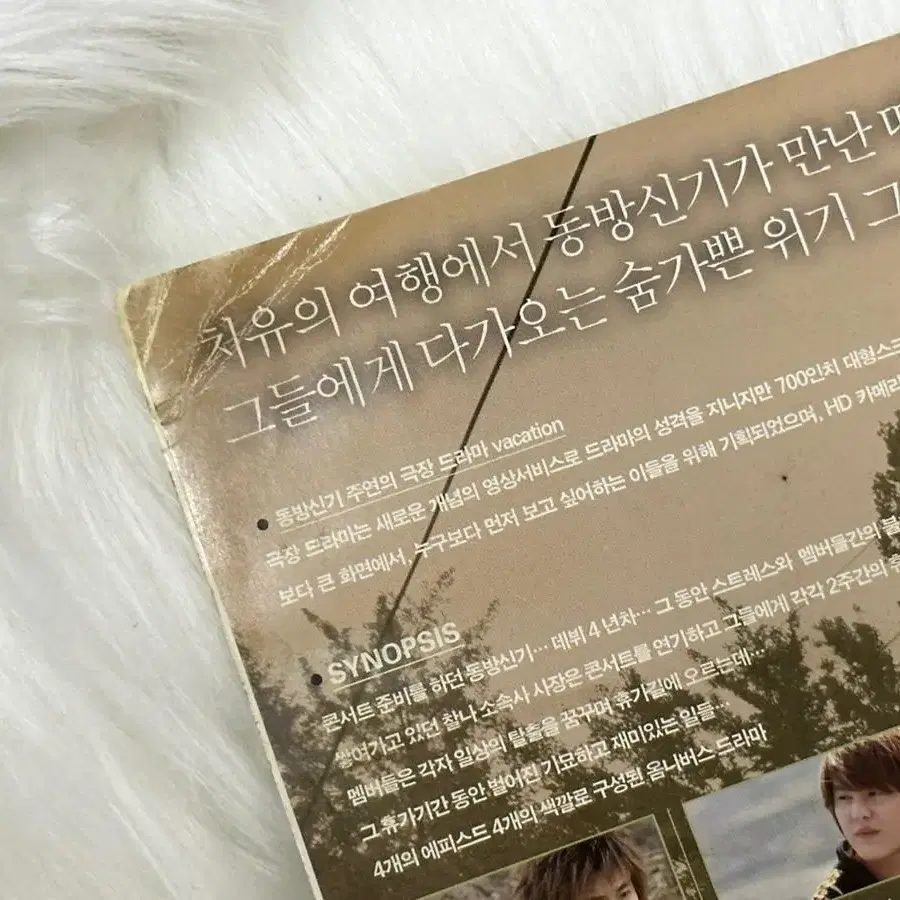 치유의 여행에서 동방신기가 만난
그들에게 다가오는 숨가쁜 위기 그
• 동방신기 주연의 극장 드라마 vacation
극장 드라마는 새로운 개념의 영상서비스로 드라마의 성격을 지니지만 700인치 대형스크
보다 큰 화면에서, 누구보다 먼저 보고 싶어하는 이들을 위해 기획되었으며, HD 카메라
• SYNOPSIS
콘서트 준비를 하던 동방신기… 데뷔 4년차… 그 동안 스트레스와 멤버들간의 불
쌓여가고 있던 찰나 소속사 사장은 콘서트를 연기하고 그들에게 각각 2주간의 휴
멤버들은 각자 일상의 탈출을 꿈꾸며 휴가길에 오르는데…
그 휴가기간 동안 벌어진 기묘하고 재미있는 일들…
4개의 에피스드 4개의 색깔로 구성된 옴니버스 드라마